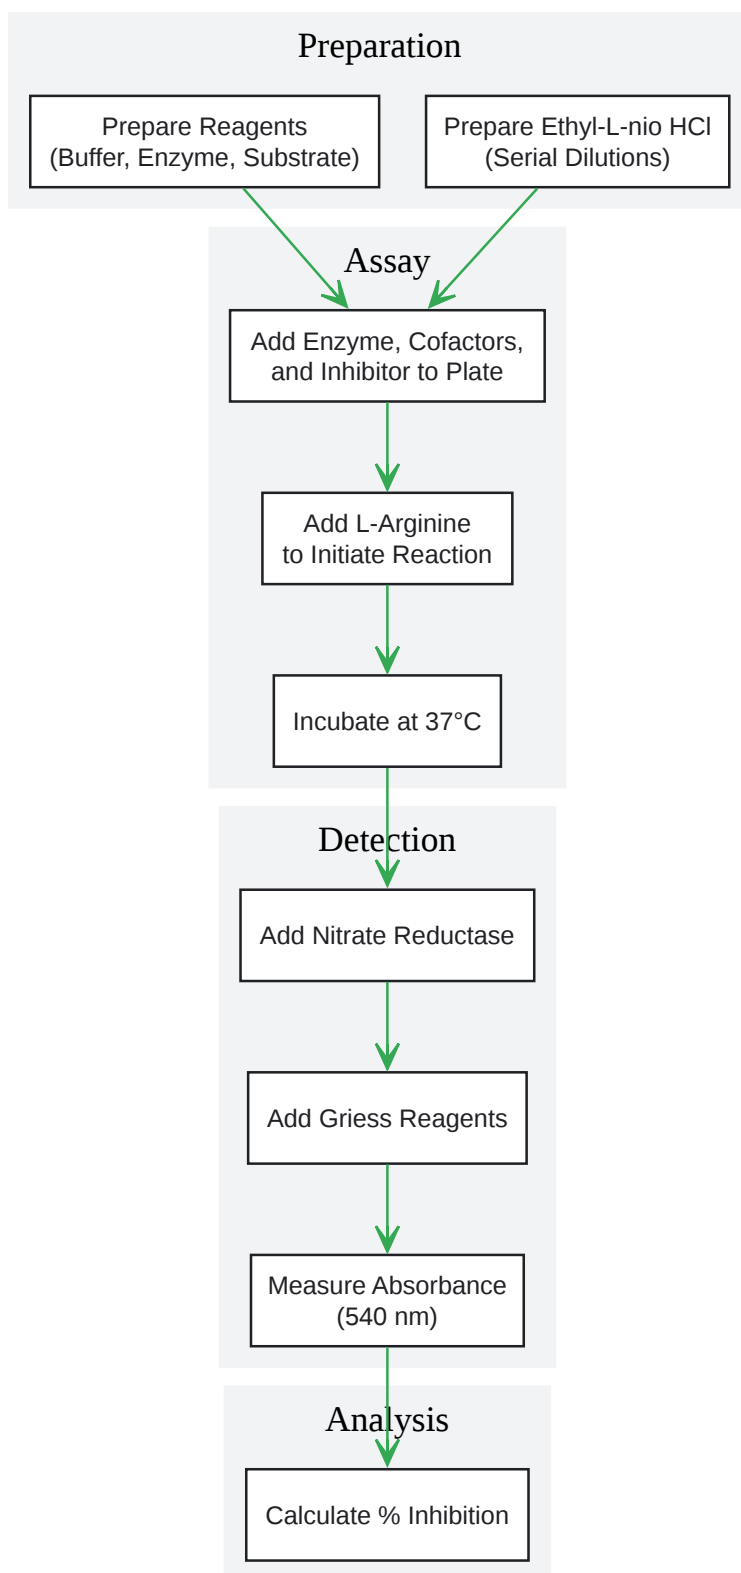 Preparation
Prepare Reagents
(Buffer, Enzyme, Substrate)
Prepare Ethyl-L-nio HCl
(Serial Dilutions)
Assay
Add Enzyme, Cofactors,
and Inhibitor to Plate
Add L-Arginine
to Initiate Reaction
Incubate at 37°C
Detection
Add Nitrate Reductase
Add Griess Reagents
Measure Absorbance
(540 nm)
Analysis
Calculate % Inhibition